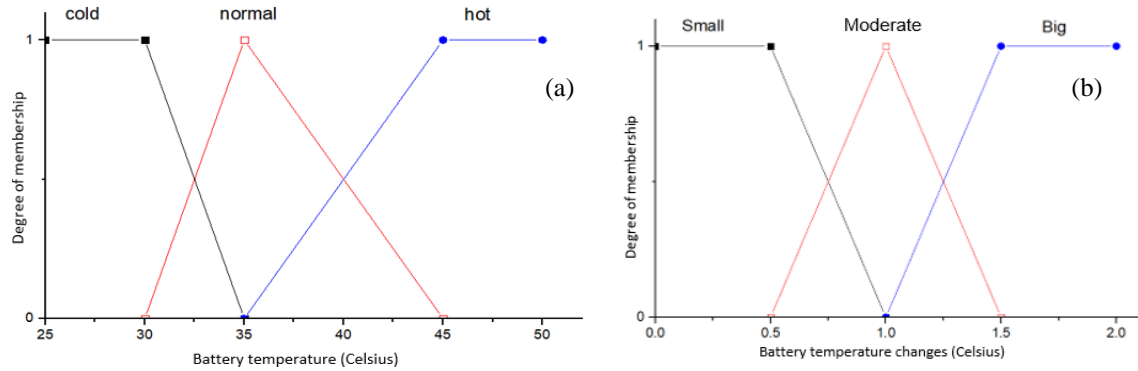 cold normal hot
1
(a)
Degree of membership
0
25 30 35 40 45 50
Battery temperature (Celsius)
Small Moderate Big
1
(b)
Degree of membership
0
0.0 0.5 1.0 1.5 2.0
Battery temperature changes (Celsius)